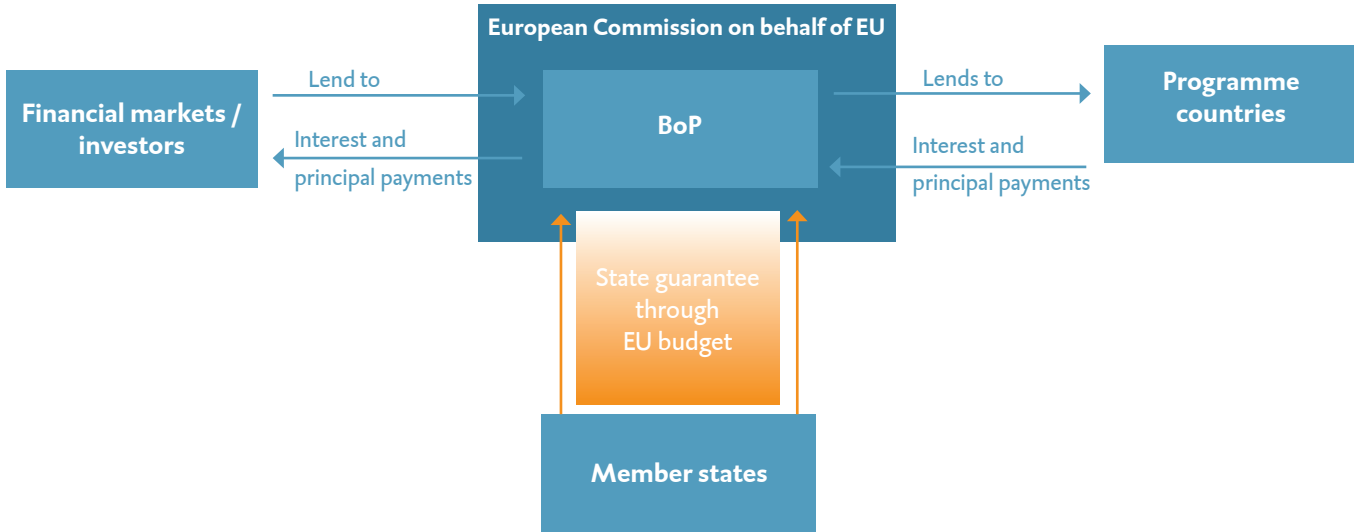 European Commission on behalf of EU
Financial markets /
investors
Lend to
Interest and
principal payments
BoP
Lends to
Interest and
principal payments
Programme
countries
State guarantee
through
EU budget
Member states